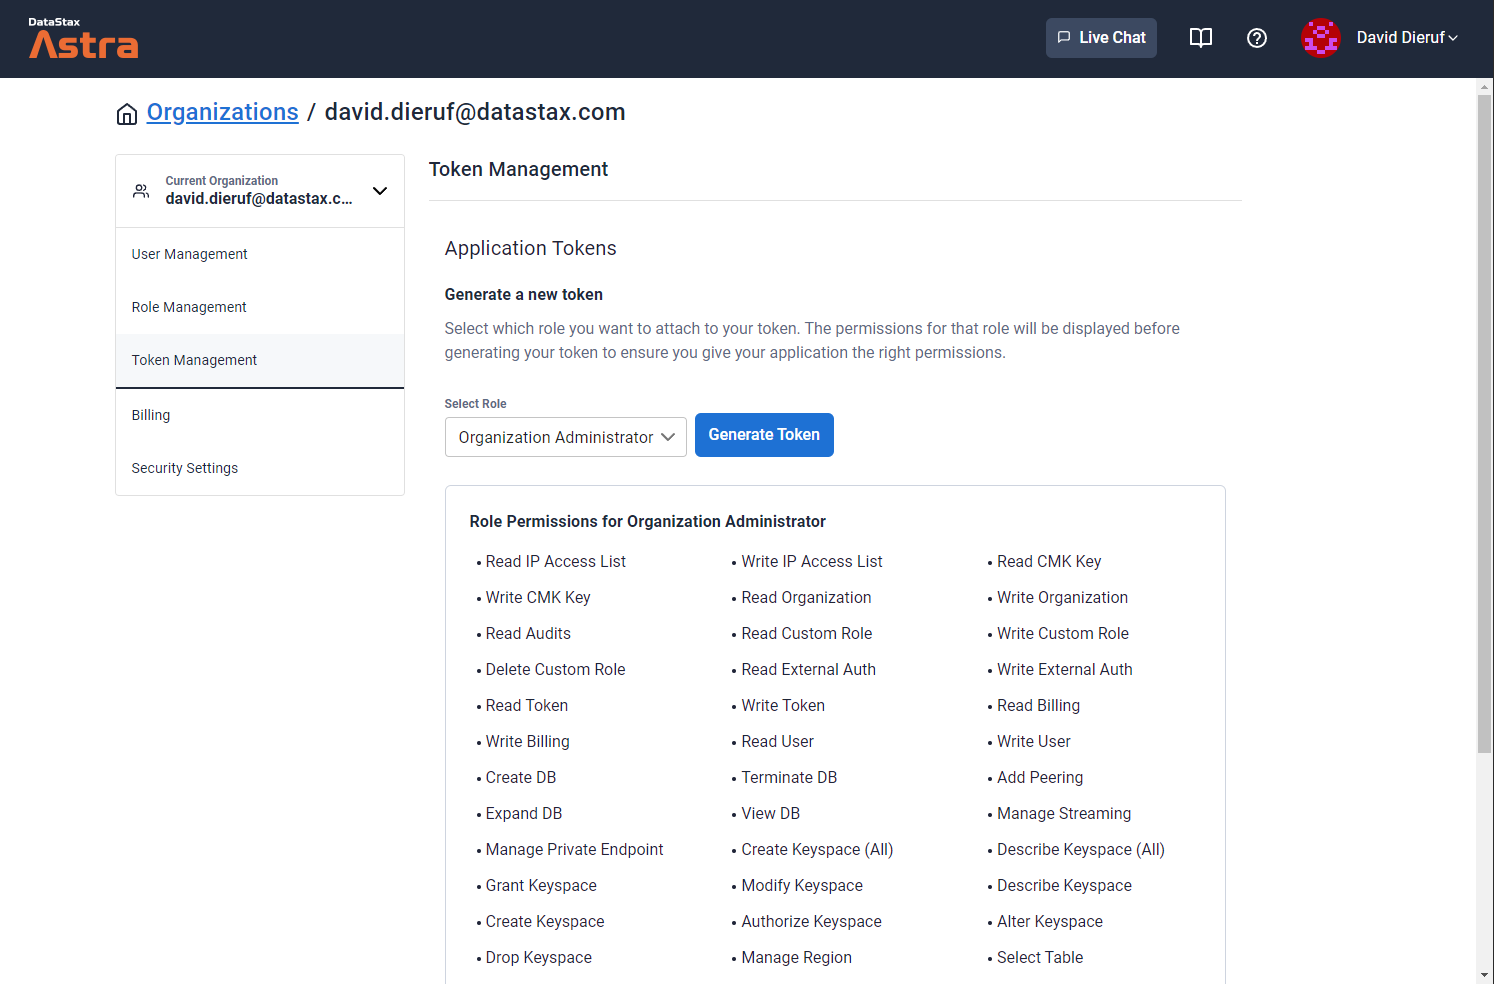 DataStax
Astra
Live Chat
David Dieruf
Organizations / david.dieruf@datastax.com
Current Organization
david.dieruf@datastax.c...
User Management
Role Management
Token Management
Billing
Security Settings
Token Management
Application Tokens
Generate a new token
Select which role you want to attach to your token. The permissions for that role will be displayed before
generating your token to ensure you give your application the right permissions.
Select Role
Organization Administrator
Generate Token
Role Permissions for Organization Administrator
• Read IP Access List
• Write IP Access List
• Read CMK Key
• Write CMK Key
• Read Organization
• Write Organization
• Read Audits
• Read Custom Role
• Write Custom Role
• Delete Custom Role
• Read External Auth
• Write External Auth
• Read Token
• Write Token
• Read Billing
• Write Billing
• Read User
• Write User
• Create DB
• Terminate DB
• Add Peering
• Expand DB
• View DB
• Manage Streaming
• Manage Private Endpoint
• Create Keyspace (All)
• Describe Keyspace (All)
• Grant Keyspace
• Modify Keyspace
• Describe Keyspace
• Create Keyspace
• Authorize Keyspace
• Alter Keyspace
• Drop Keyspace
• Manage Region
• Select Table